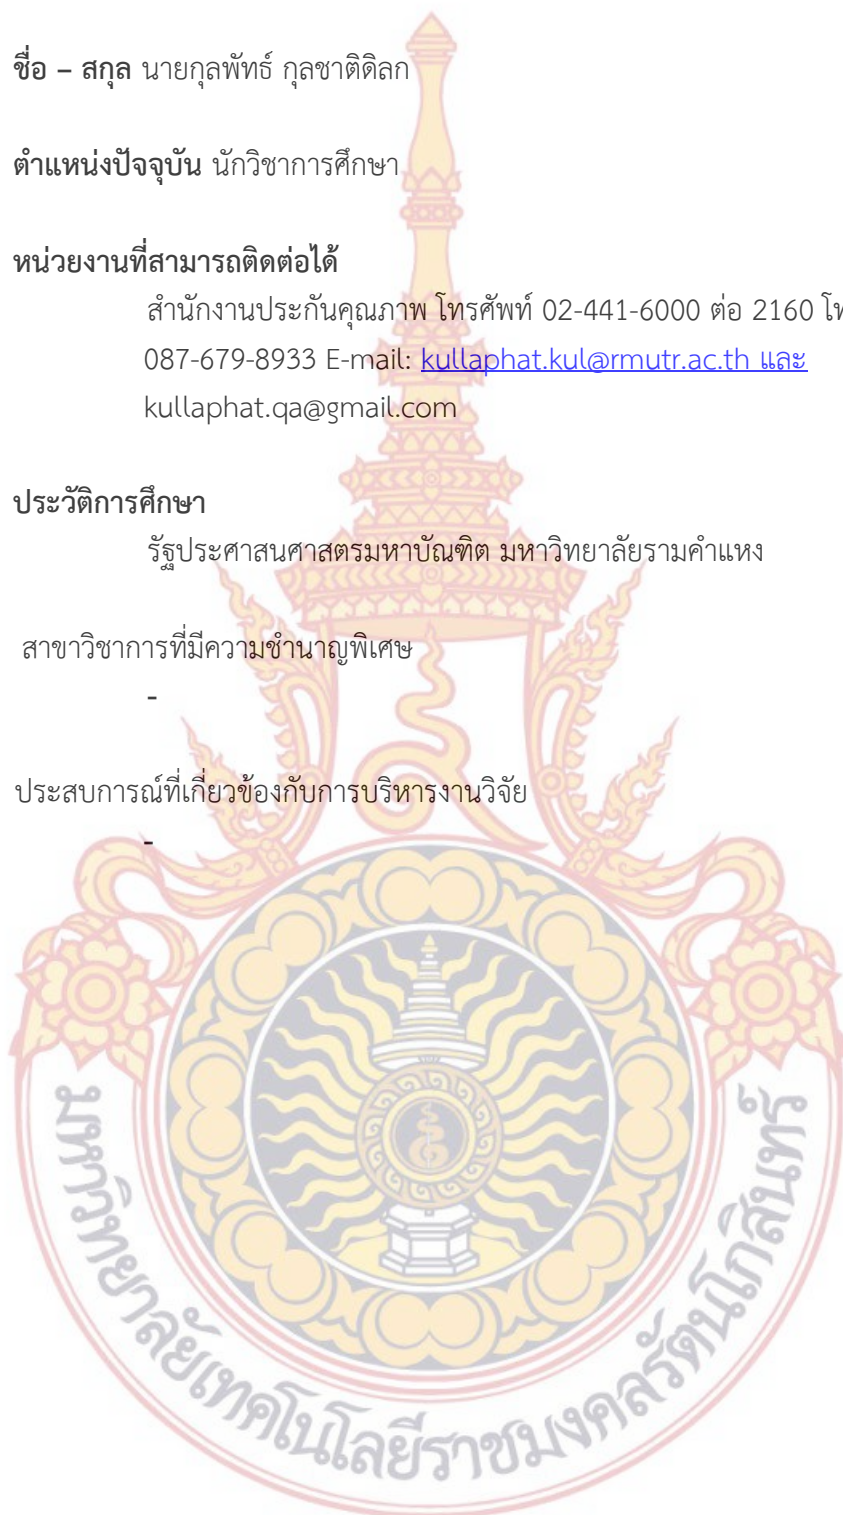 ชื่อ – สกุล นายกุลพัทธ์ กุลชาติดิลก
ตำแหน่งปัจจุบัน นักวิชาการศึกษา
หน่วยงานที่สามารถติดต่อได้
สำนักงานประกันคุณภาพ โทรศัพท์ 02-441-6000 ต่อ 2160
087-679-8933 E-mail: kullaphat.kul@rmutr.ac.th และ
kullaphat.qa@gmail.com
ประวัติการศึกษา
รัฐประศาสนศาสตรมหาบัณฑิต มหาวิทยาลัยรามคำแหง
สาขาวิชาการที่มีความชำนาญพิเศษ
-
ประสบการณ์ที่เกี่ยวข้องกับการบริหารงานวิจัย
-
มหาวิทยาลัยเทคโนโลยีราชมงคลรัตนโกสินทร์